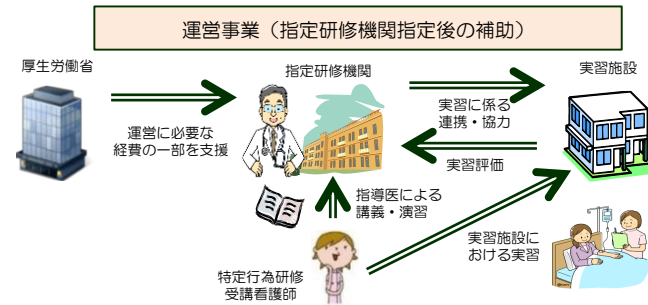 運営事業（指定研修機関指定後の補助）
厚生労働省
指定研修機関
実習施設
運営に必要な
経費の一部を支援
実習に係る
連携・協力
実習評価
指導医による
講義・演習
実習施設に
おける実習
特定行為研修
受講看護師